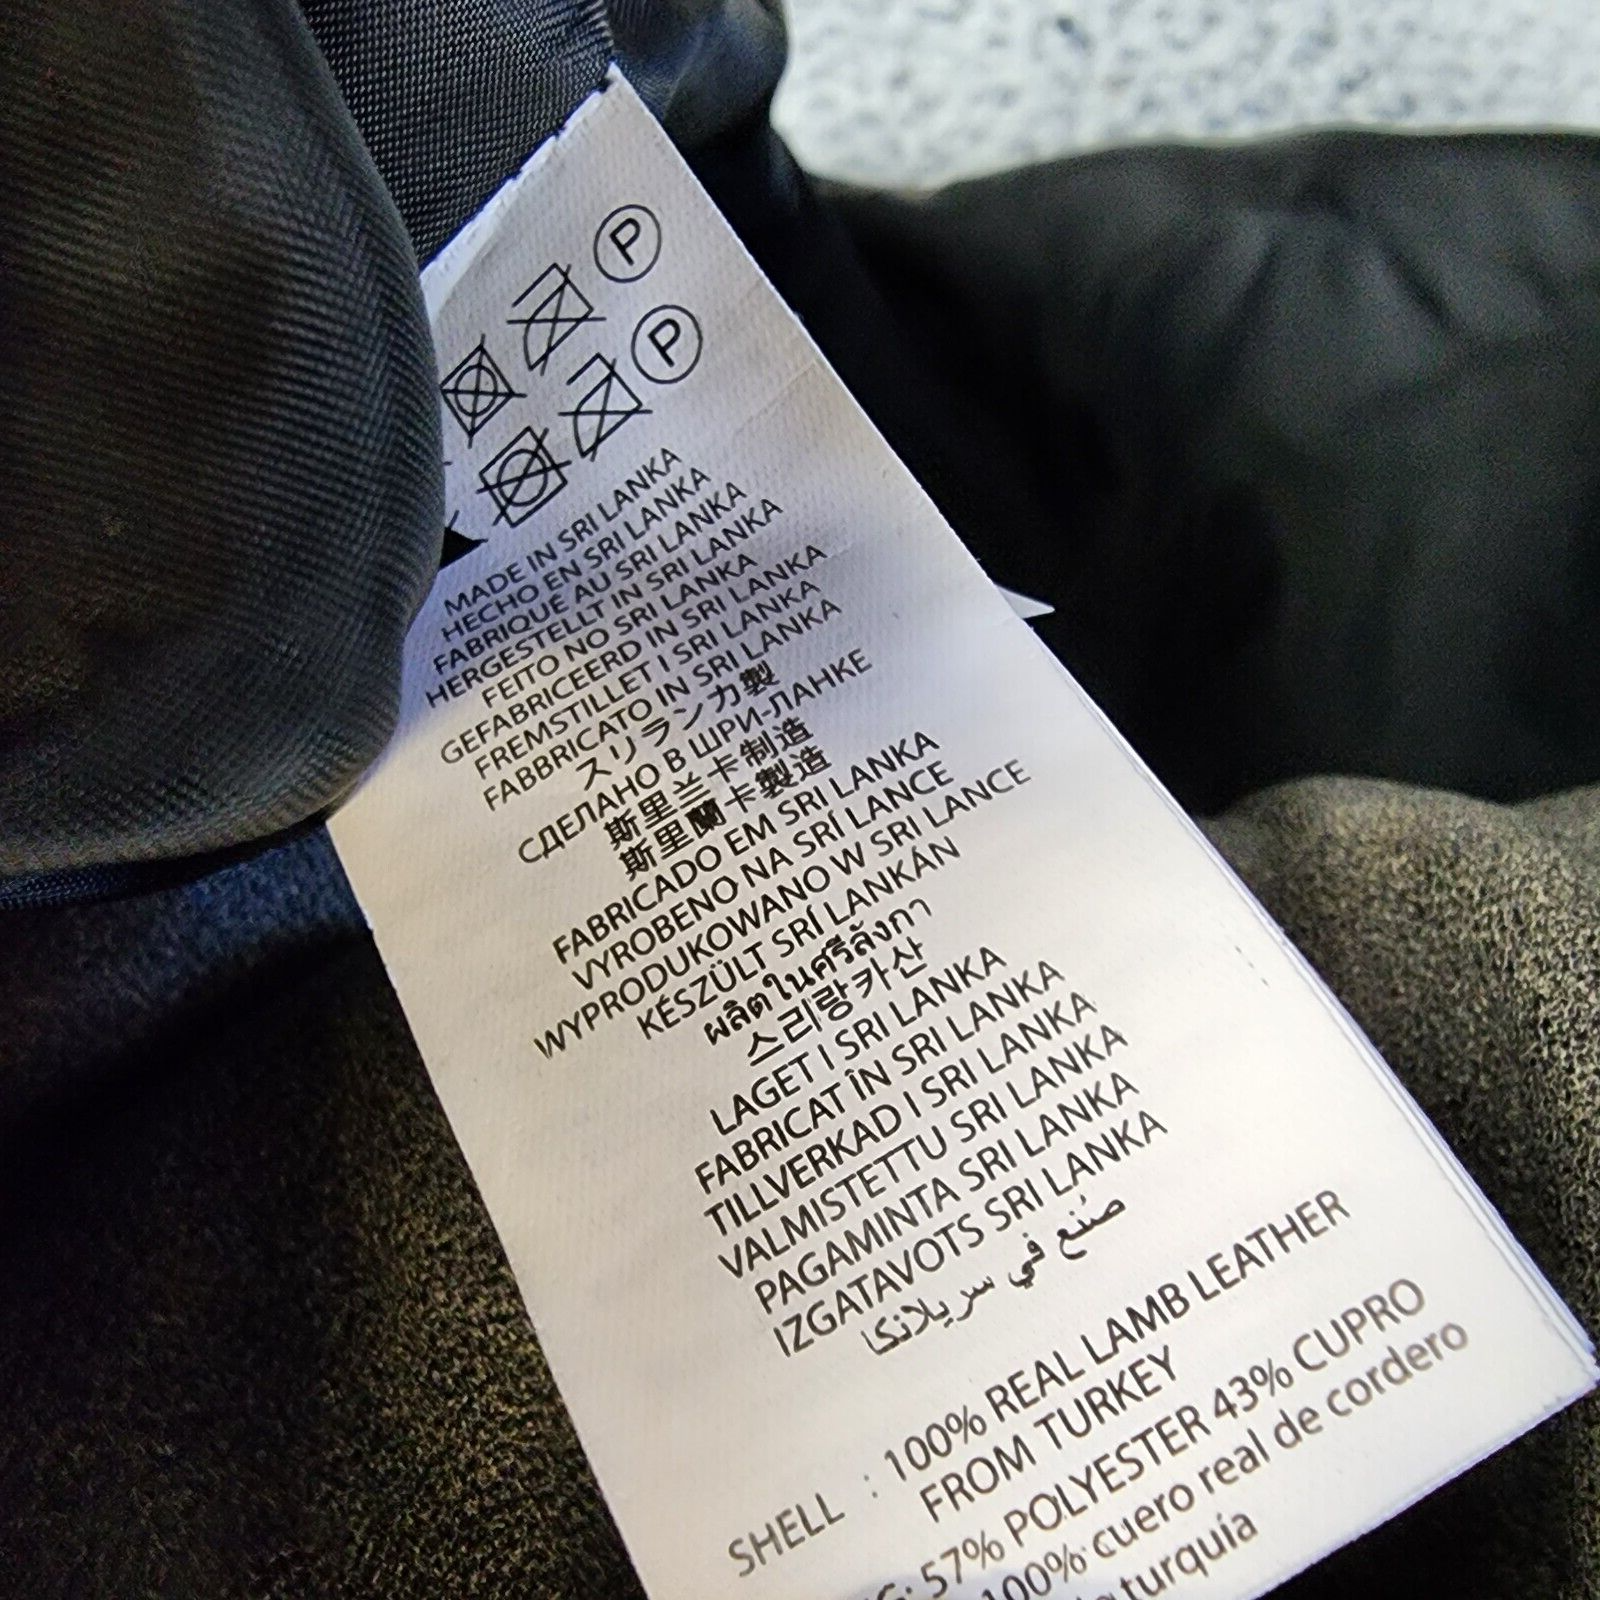 P
P
MADE IN SRI LANKA
HECHO EN SRI LANKA
FABRIQUÉ AU SRI LANKA
HERGESTELLT IN SRI LANKA
FEITO NO SRI LANKA
GEFABRICEERD IN SRI LANKA
FREMSTILLET I SRI LANKA
FABBRICATO IN SRI LANKA
スリランカ製
СДЕЛАНО В ШРИ-ЛАНКЕ
斯里兰卡制造
斯里蘭卡製造
FABRICADO EM SRI LANKA
VYROBENO NA SRÍ LANCE
WYPRODUKOWANO W SRI LANCE
KÉSZÜLT SRÍ LANKÁN
ผลิตในศรีลังกา
스리랑카산
LAGET I SRI LANKA
FABRICAT ÎN SRI LANKA
TILLVERKAD I SRI LANKA
VALMISTETTU SRI LANKA
PAGAMINTA SRI LANKA
IZGATAVOTS SRI LANKA
صنع في سريلانكا
SHELL : 100% REAL LAMB LEATHER
FROM TURKEY
57% POLYESTER 43% CUPRO
100% cuero real de cordero
turquía